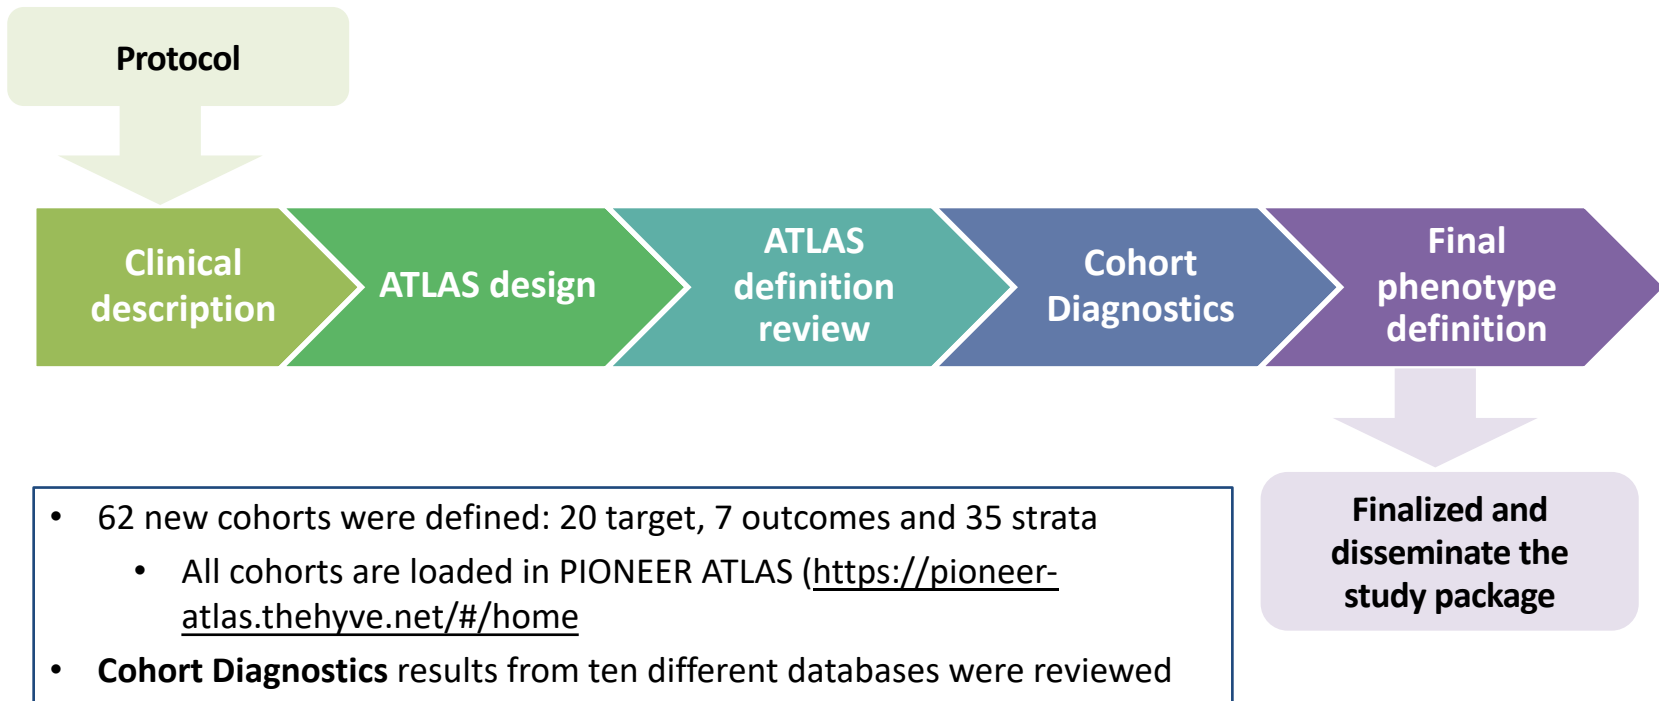 Protocol
Clinical
description
ATLAS design
ATLAS
definition
review
Cohort
Diagnostics
Final
phenotype
definition
• 62 new cohorts were defined: 20 target, 7 outcomes and 35 strata
• All cohorts are loaded in PIONEER ATLAS (https://pioneer-
atlas.thehyve.net/#/home
• Cohort Diagnostics results from ten different databases were reviewed
Finalized and
disseminate the
study package